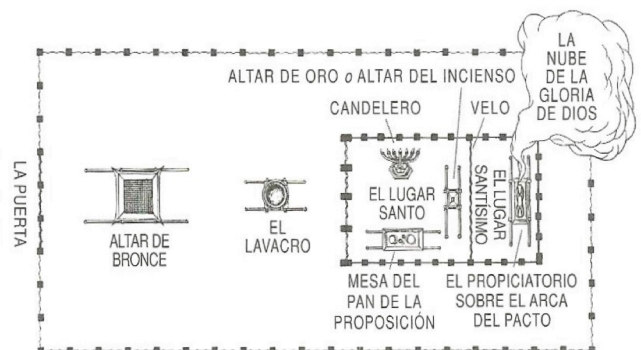 LA
NUBE
DE LA
GLORIA
DE DIOS
ALTAR DE ORO o ALTAR DEL INCIENSO
CANDELERO
VELO
LA PUERTA
ALTAR DE
BRONCE
EL
LAVACRO
EL LUGAR
SANTO
EL LUGAR
SANTÍSIMO
MESA DEL
PAN DE LA
PROPOSICIÓN
EL PROPICIATORIO
SOBRE EL ARCA
DEL PACTO